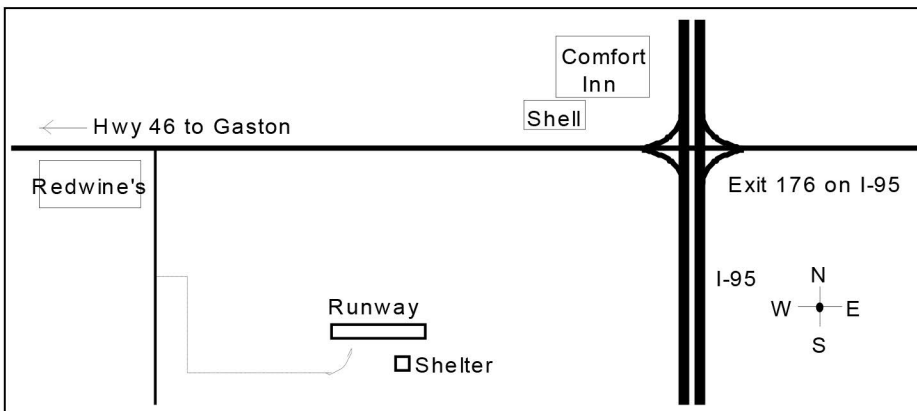 Comfort
Inn
Shell
Hwy 46 to Gaston
Redwine's
Exit 176 on I-95
I-95
N
W
E
S
Runway
Shelter